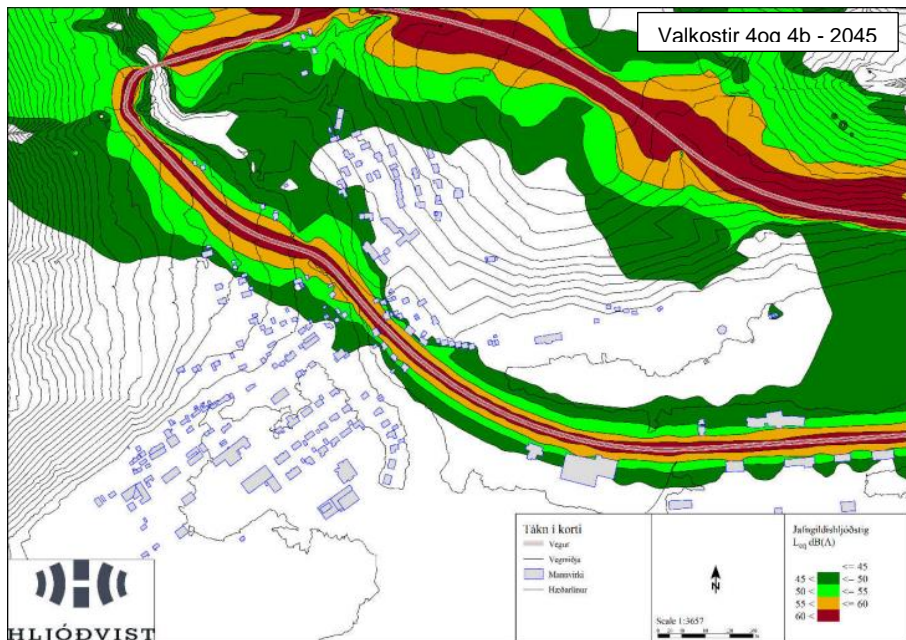 Valkostir 4og 4b - 2045
Tákn í korti
Vegur
Vegmiðja
Mannvirki
Hæðarlínur
N
Scale 1:3657
Jafngildishljóðstig
Leq dB(A)
<= 45
45 < <= 50
50 < <= 55
55 < <= 60
60 <
HLJÓÐVIST